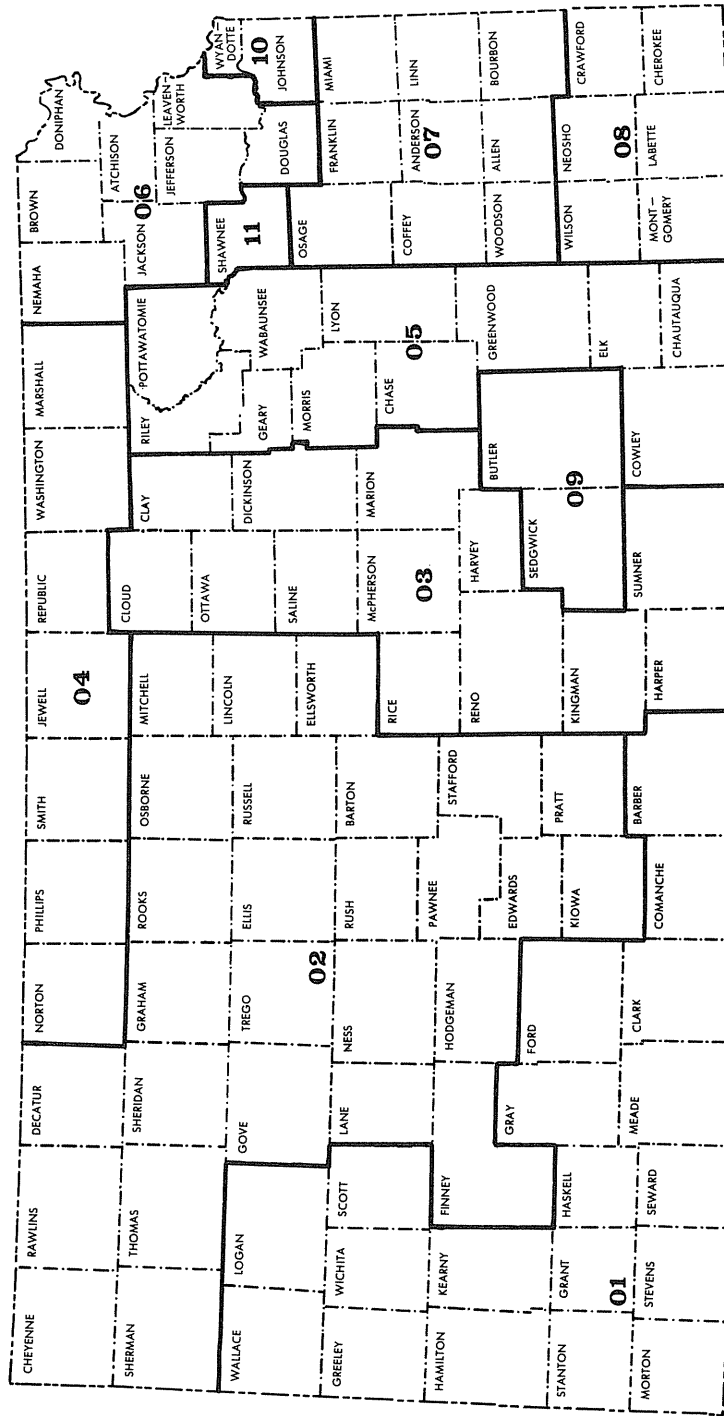 CHEYENNE
RAWLINS
DECATUR
NORTON
PHILLIPS
SMITH
JEWELL
REPUBLIC
WASHINGTON
MARSHALL
NEMAHA
BROWN
DONIPHAN
SHERMAN
THOMAS
SHERIDAN
GRAHAM
ROOKS
OSBORNE
MITCHELL
04
CLOUD
CLAY
RILEY
POTTAWATOMIE
JACKSON
06
ATCHISON
JEFFERSON
LEAVEN
WORTH
WYAN-
DOTTE
10
JOHNSON
WALLACE
LOGAN
GOVE
TREGO
ELLIS
RUSSELL
LINCOLN
OTTAWA
DICKINSON
GEARY
WABAUNSEE
SHAWNEE
11
DOUGLAS
GREELEY
WICHITA
SCOTT
LANE
NESS
02
RUSH
BARTON
ELLSWORTH
SALINE
MORRIS
LYON
OSAGE
FRANKLIN
MIAMI
HAMILTON
KEARNY
FINNEY
HODGEMAN
PAWNEE
STAFFORD
RICE
McPHERSON
03
MARION
CHASE
05
COFFEY
ANDERSON
07
LINN
STANTON
GRANT
HASKELL
GRAY
FORD
EDWARDS
KIOWA
PRATT
RENO
KINGMAN
HARVEY
SEDGWICK
09
BUTLER
GREENWOOD
WOODSON
ALLEN
BOURBON
MORTON
STEVENS
01
SEWARD
MEADE
CLARK
COMANCHE
BARBER
HARPER
SUMNER
COWLEY
ELK
CHAUTAUQUA
WILSON
MONT-
GOMERY
NEOSHO
08
LABETTE
CRAWFORD
CHEROKEE